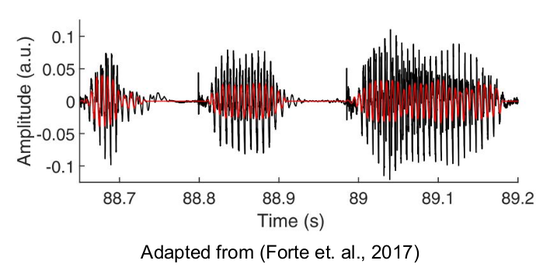 Amplitude (a.u.)
0.1
0.05
0
-0.05
-0.1
88.7 88.8 88.9 89 89.1 89.2
Time (s)
Adapted from (Forte et. al., 2017)